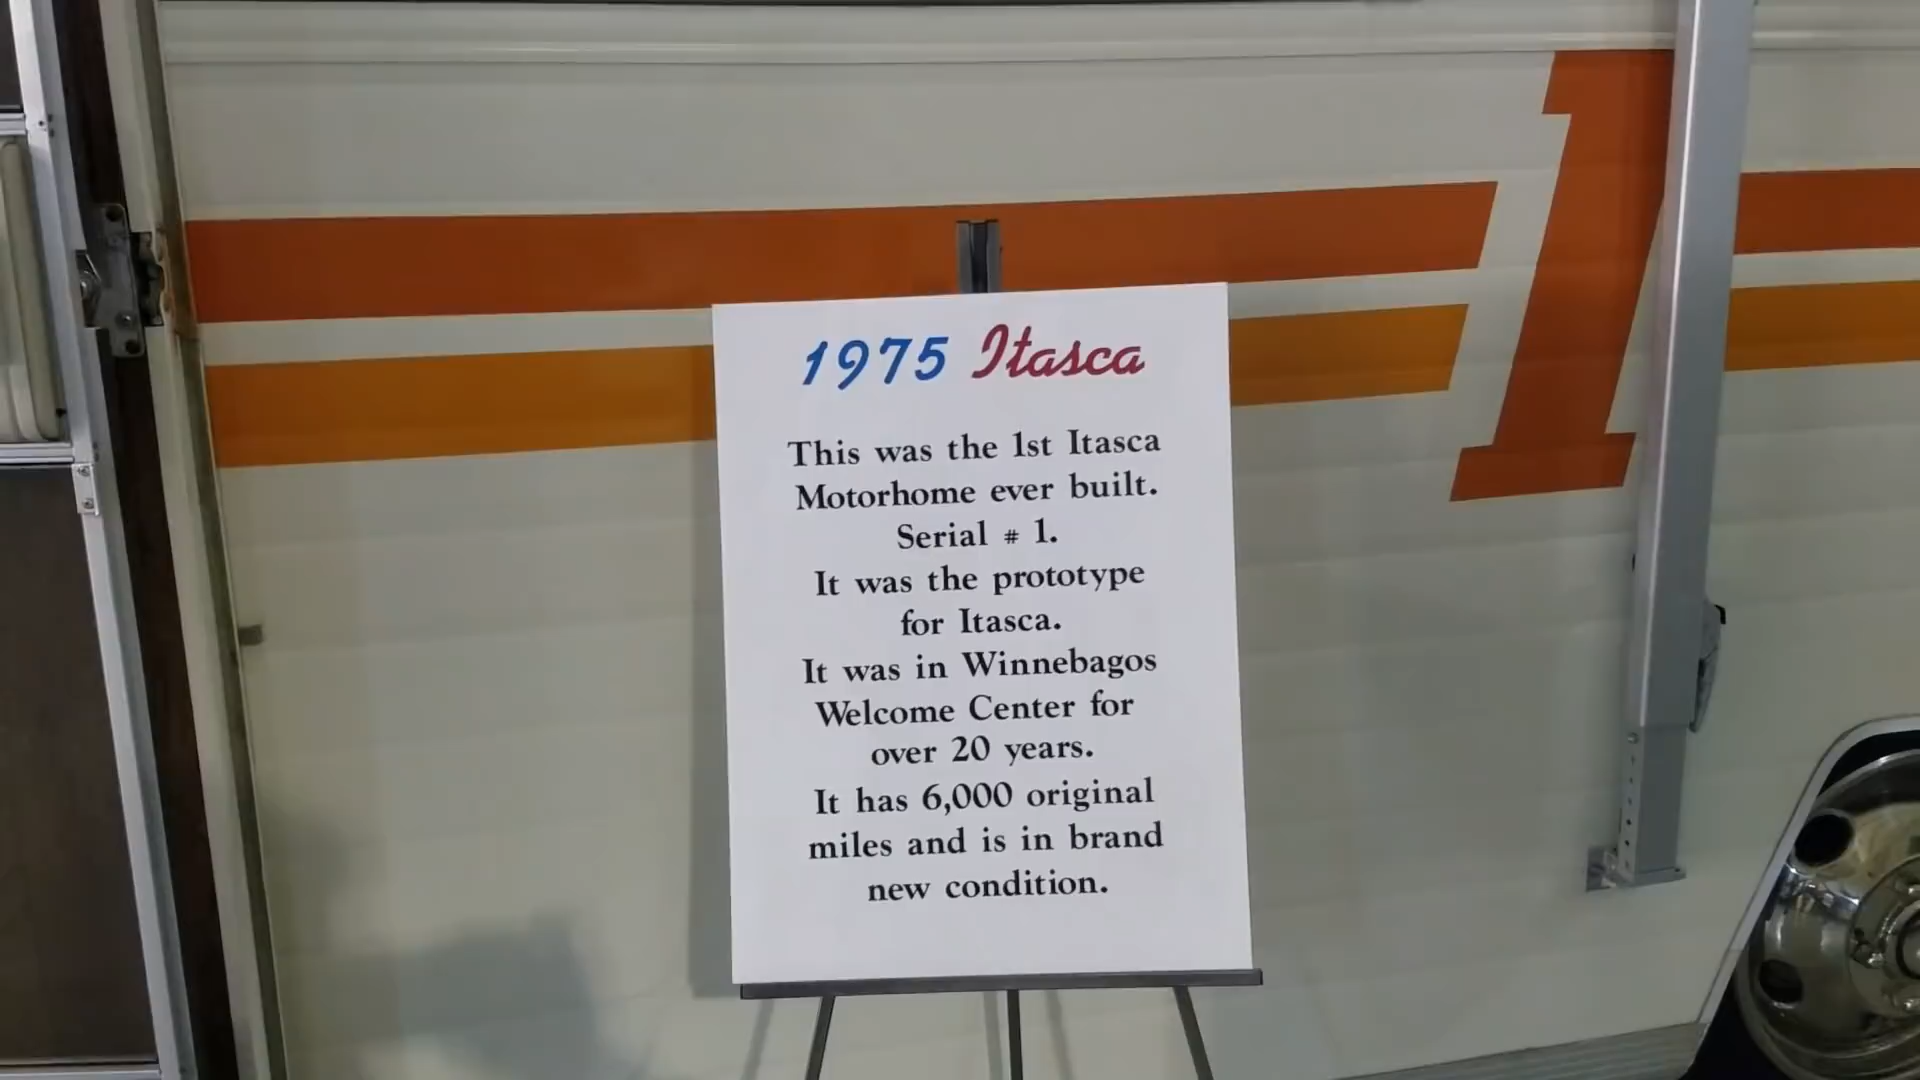 1975 Itasca
This was the 1st Itasca
Motorhome ever built.
Serial # 1.
It was the prototype
for Itasca.
It was in Winnebagos
Welcome Center for
over 20 years.
It has 6,000 original
miles and is in brand
new condition.
I